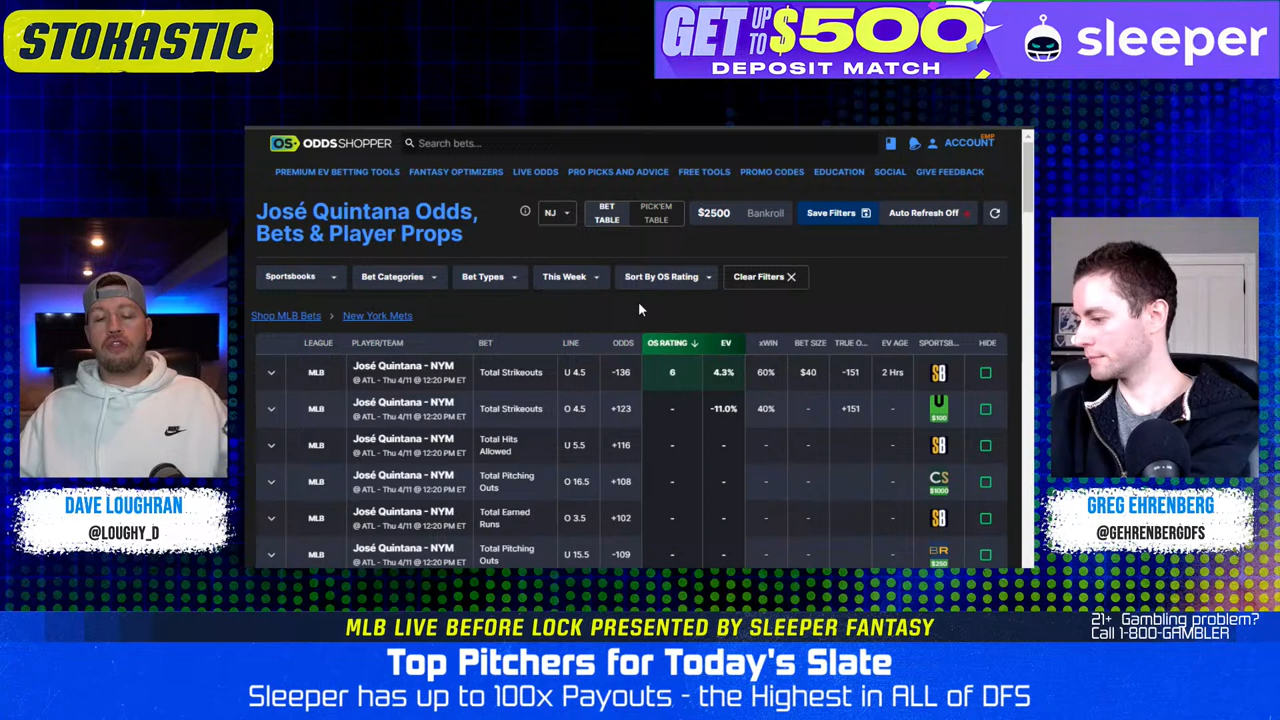 STOKASTIC
GET UP TO $500
DEPOSIT MATCH
sleeper
OS ODDSSHOPPER
Search bets...
EMP
ACCOUNT
PREMIUM EV BETTING TOOLS FANTASY OPTIMIZERS LIVE ODDS PRO PICKS AND ADVICE FREE TOOLS PROMO CODES EDUCATION SOCIAL GIVE FEEDBACK
José Quintana Odds,
Bets & Player Props
NJ
BET
TABLE
PICK'EM
TABLE
$2500 Bankroll
Save Filters
Auto Refresh Off
Sportsbooks Bet Categories Bet Types This Week Sort By OS Rating Clear Filters X
Shop MLB Bets > New York Mets
LEAGUE PLAYER/TEAM BET LINE ODDS OS RATING ↓ EV xWIN BET SIZE TRUE O... EV AGE SPORTSB... HIDE
MLB José Quintana - NYM Total Strikeouts U 4.5 -136 6 4.3% 60% $40 -151 2 Hrs SB
@ ATL - Thu 4/11 @ 12:20 PM ET
MLB José Quintana - NYM Total Strikeouts O 4.5 +123 - -11.0% 40% - +151 - U $100
@ ATL - Thu 4/11 @ 12:20 PM ET
MLB José Quintana - NYM Total Hits Allowed U 5.5 +116 - - - - - - SB
@ ATL - Thu 4/11 @ 12:20 PM ET
MLB José Quintana - NYM Total Pitching Outs O 16.5 +108 - - - - - - CS $1000
@ ATL - Thu 4/11 @ 12:20 PM ET
MLB José Quintana - NYM Total Earned Runs O 3.5 +102 - - - - - - SB
@ ATL - Thu 4/11 @ 12:20 PM ET
MLB José Quintana - NYM Total Pitching Outs U 15.5 -109 - - - - - - BR $250
@ ATL - Thu 4/11 @ 12:20 PM ET
DAVE LOUGHRAN
@LOUGHY_D
GREG EHRENBERG
@GEHRENBERGDFS
MLB LIVE BEFORE LOCK PRESENTED BY SLEEPER FANTASY
21+ Gambling problem?
Call 1-800-GAMBLER
Top Pitchers for Today's Slate
Sleeper has up to 100x Payouts - the Highest in ALL of DFS